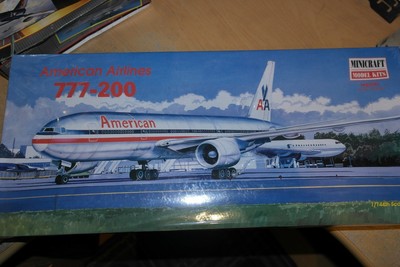 American Airlines
777-200
MINICRAFT
MODEL KITS
American
AA